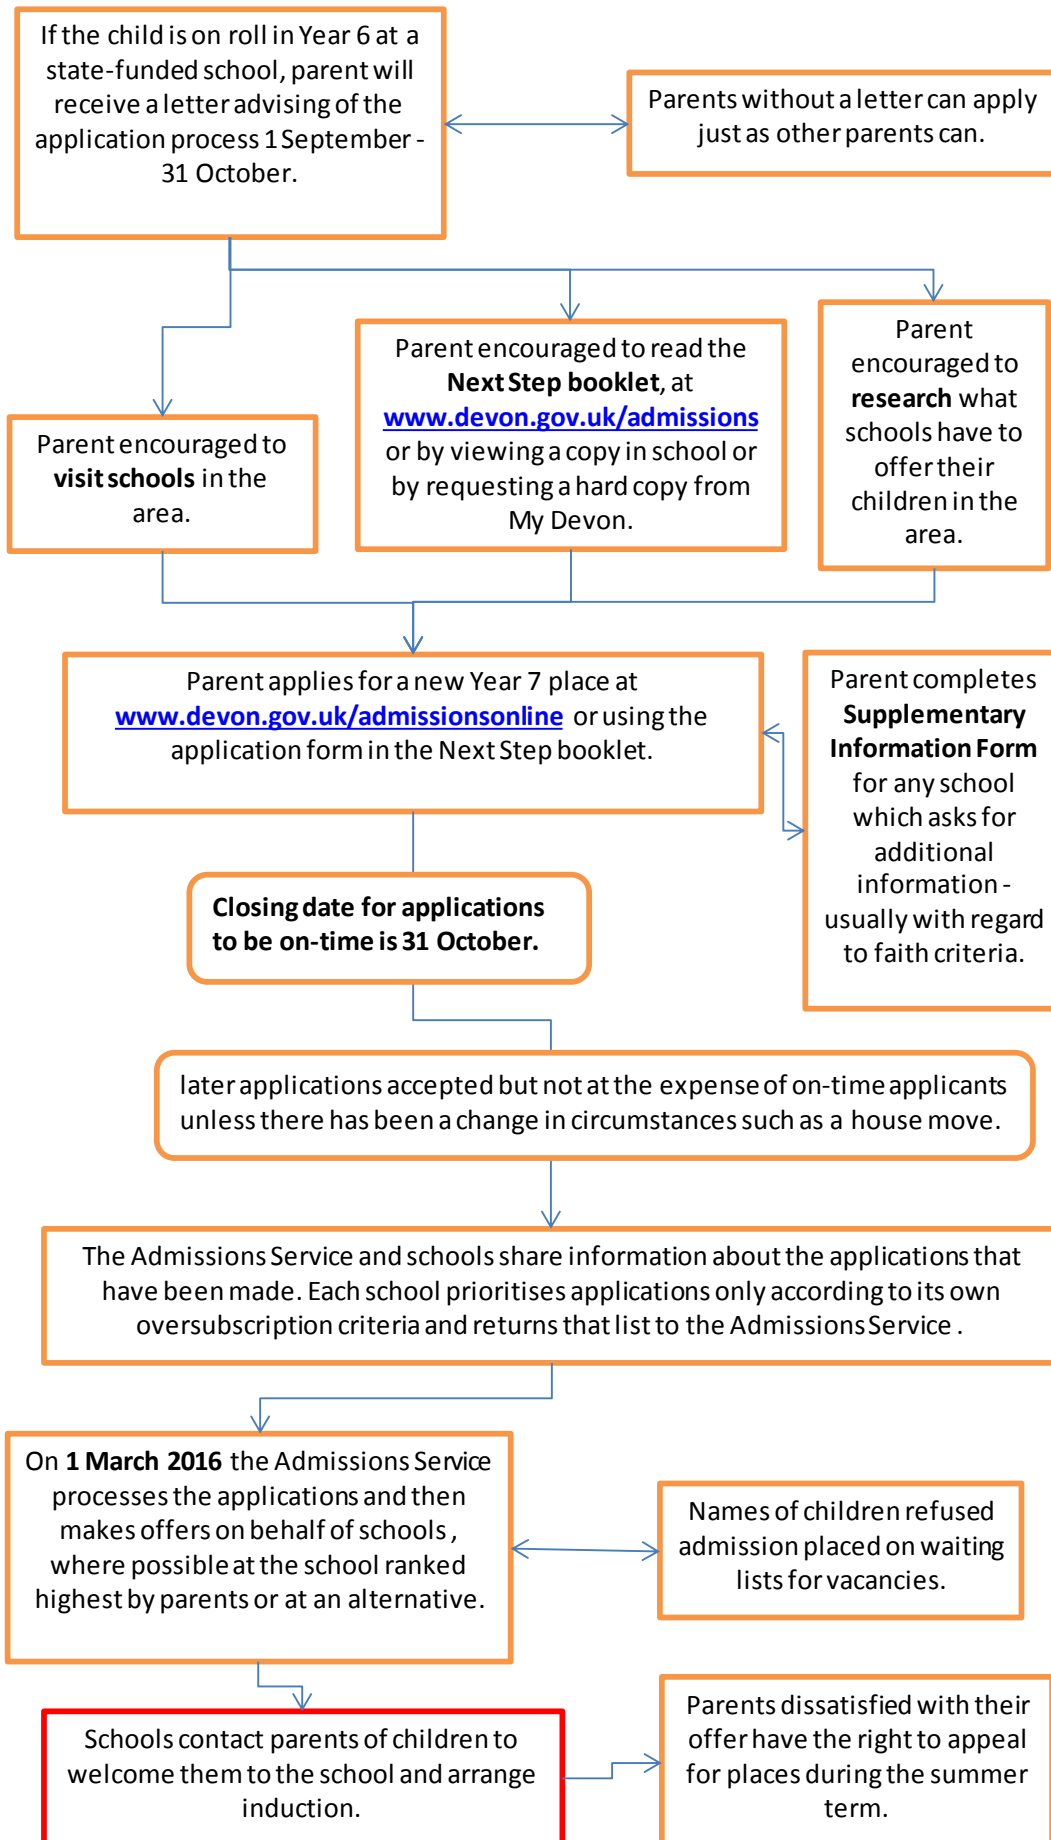 If the child is on roll in Year 6 at a
state-funded school, parent will
receive a letter advising of the
application process 1 September -
31 October.
Parents without a letter can apply
just as other parents can.
Parent encouraged to
visit schools in the
area.
Parent encouraged to read the
Next Step booklet, at
www.devon.gov.uk/admissions
or by viewing a copy in school or
by requesting a hard copy from
My Devon.
Parent
encouraged to
research what
schools have to
offer their
children in the
area.
Parent applies for a new Year 7 place at
www.devon.gov.uk/admissionsonline or using the
application form in the Next Step booklet.
Parent completes
Supplementary
Information Form
for any school
which asks for
additional
information -
usually with regard
to faith criteria.
Closing date for applications
to be on-time is 31 October.
later applications accepted but not at the expense of on-time applicants
unless there has been a change in circumstances such as a house move.
The Admissions Service and schools share information about the applications that
have been made. Each school prioritises applications only according to its own
oversubscription criteria and returns that list to the Admissions Service .
On 1 March 2016 the Admissions Service
processes the applications and then
makes offers on behalf of schools ,
where possible at the school ranked
highest by parents or at an alternative.
Names of children refused
admission placed on waiting
lists for vacancies.
Schools contact parents of children to
welcome them to the school and arrange
induction.
Parents dissatisfied with their
offer have the right to appeal
for places during the summer
term.